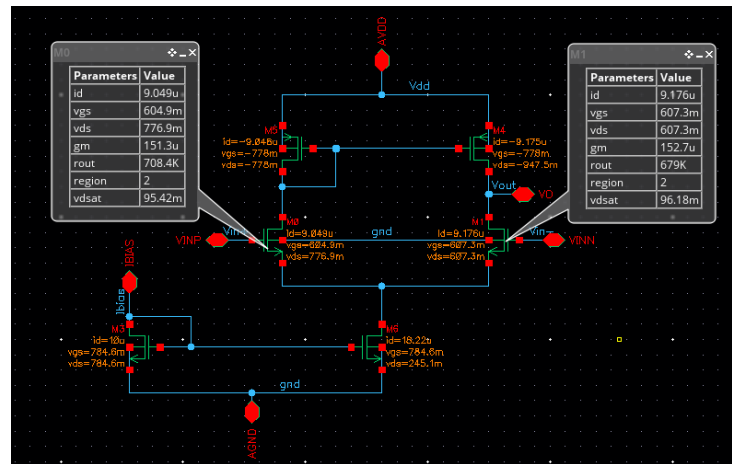 M0
Parameters Value
id 9.049u
vgs 604.9m
vds 776.9m
gm 151.3u
rout 708.4K
region 2
vdsat 95.42m
M1
Parameters Value
id 9.176u
vgs 607.3m
vds 607.3m
gm 152.7u
rout 679K
region 2
vdsat 96.18m
AVDD
Vdd
M5
id=-9.048u
vgs=-778m
vds=-778m
M4
id=-9.175u
vgs=-778m
vds=-947.5m
Vout
VO
M0
id=9.049u
vgs=604.9m
vds=776.9m
VINP
gnd
M1
id=9.176u
vgs=607.3m
vds=607.3m
Vin-
VINN
IBIAS
M3
id=10u
vgs=784.6m
vds=784.6m
M6
id=18.22u
vgs=784.6m
vds=245.1m
gnd
AGND